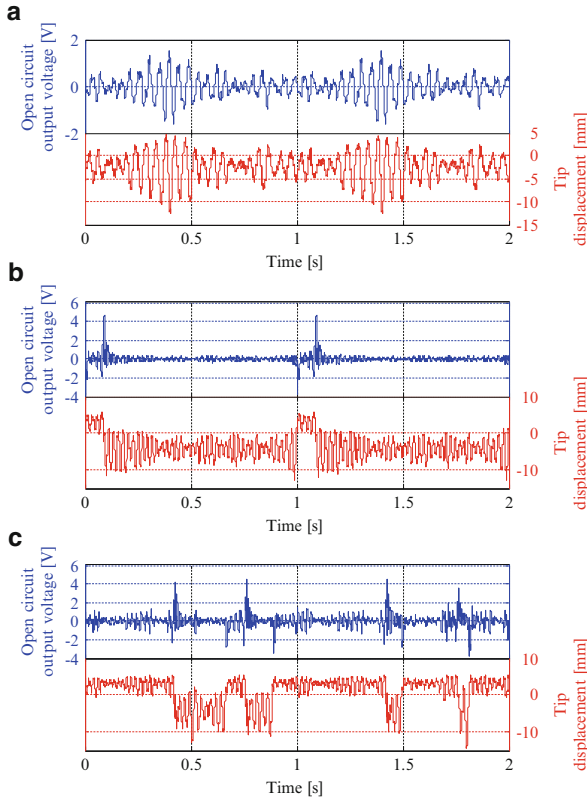 a
Open circuit
output voltage [V]
2
0
-2
5
0
-5
-10
-15
Tip
displacement [mm]
0 0.5 1 1.5 2
Time [s]
b
Open circuit
output voltage [V]
6
4
2
0
-2
-4
10
0
-10
Tip
displacement [mm]
0 0.5 1 1.5 2
Time [s]
c
Open circuit
output voltage [V]
6
4
2
0
-2
-4
10
0
-10
Tip
displacement [mm]
0 0.5 1 1.5 2
Time [s]